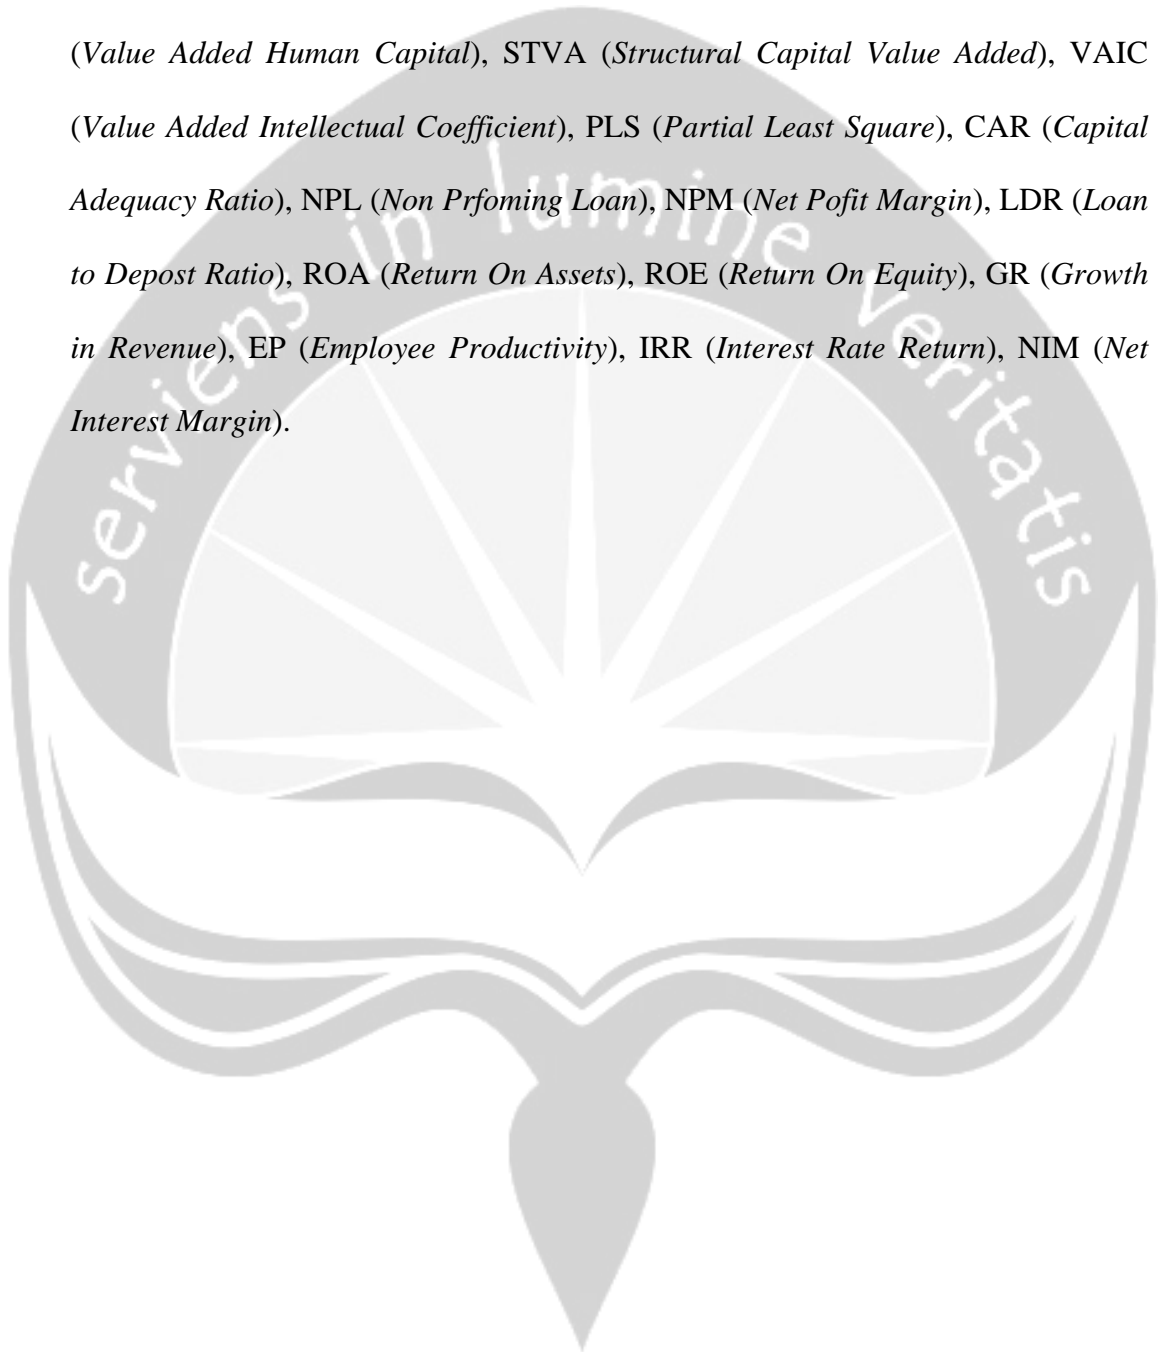 (Value Added Human Capital), STVA (Structural Capital Value Added), VAIC
(Value Added Intellectual Coefficient), PLS (Partial Least Square), CAR (Capital
Adequacy Ratio), NPL (Non Prfoming Loan), NPM (Net Pofit Margin), LDR (Loan
to Depost Ratio), ROA (Return On Assets), ROE (Return On Equity), GR (Growth
in Revenue), EP (Employee Productivity), IRR (Interest Rate Return), NIM (Net
Interest Margin).
serviens in lumine veritatis